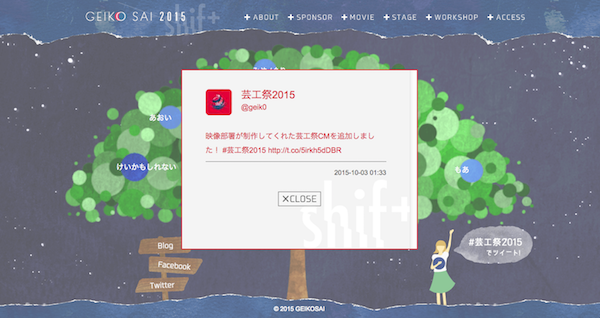 GEIKO SAI 2015
shift+
+ ABOUT + SPONSOR + MOVIE + STAGE + WORKSHOP + ACCESS
あおい
けいかもしれない
もあ
芸工祭2015
@geik0
映像部署が制作してくれた芸工祭CMを追加しまし
た！ #芸工祭2015 http://t.co/5irkh5dDBR
2015-10-03 01:33
×CLOSE
shift+
Blog
Facebook
Twitter
#芸工祭2015
でツイート!
© 2015 GEIKOSAI